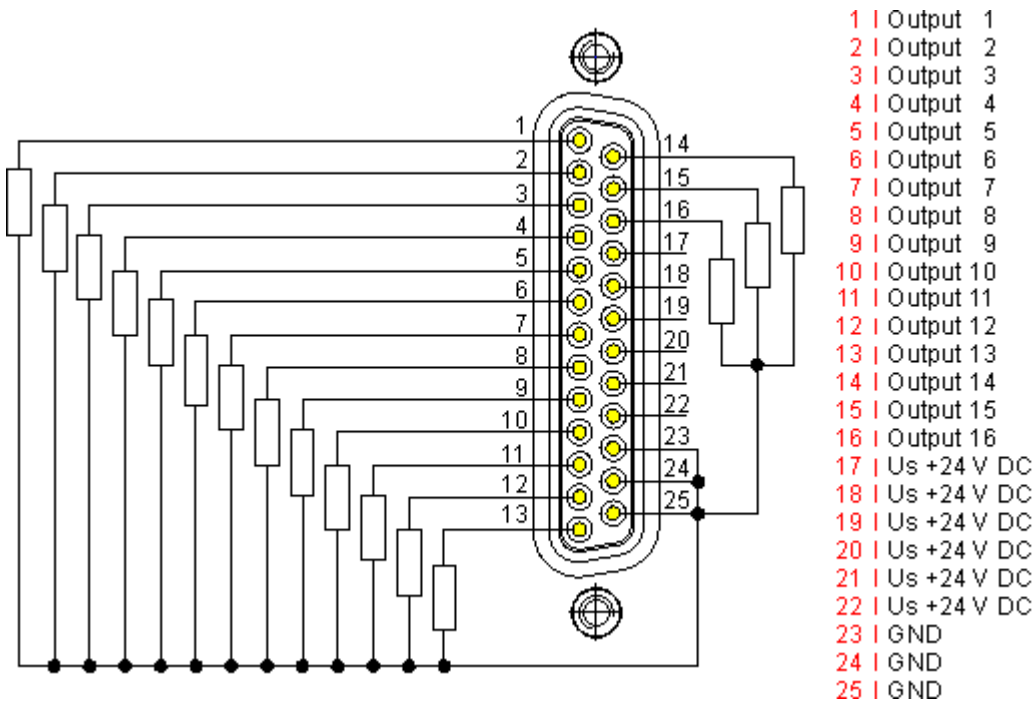 1
2
3
4
5
6
7
8
9
10
11
12
13
14
15
16
17
18
19
20
21
22
23
24
25
1 | Output 1
2 | Output 2
3 | Output 3
4 | Output 4
5 | Output 5
6 | Output 6
7 | Output 7
8 | Output 8
9 | Output 9
10 | Output 10
11 | Output 11
12 | Output 12
13 | Output 13
14 | Output 14
15 | Output 15
16 | Output 16
17 | Us +24 V DC
18 | Us +24 V DC
19 | Us +24 V DC
20 | Us +24 V DC
21 | Us +24 V DC
22 | Us +24 V DC
23 | GND
24 | GND
25 | GND